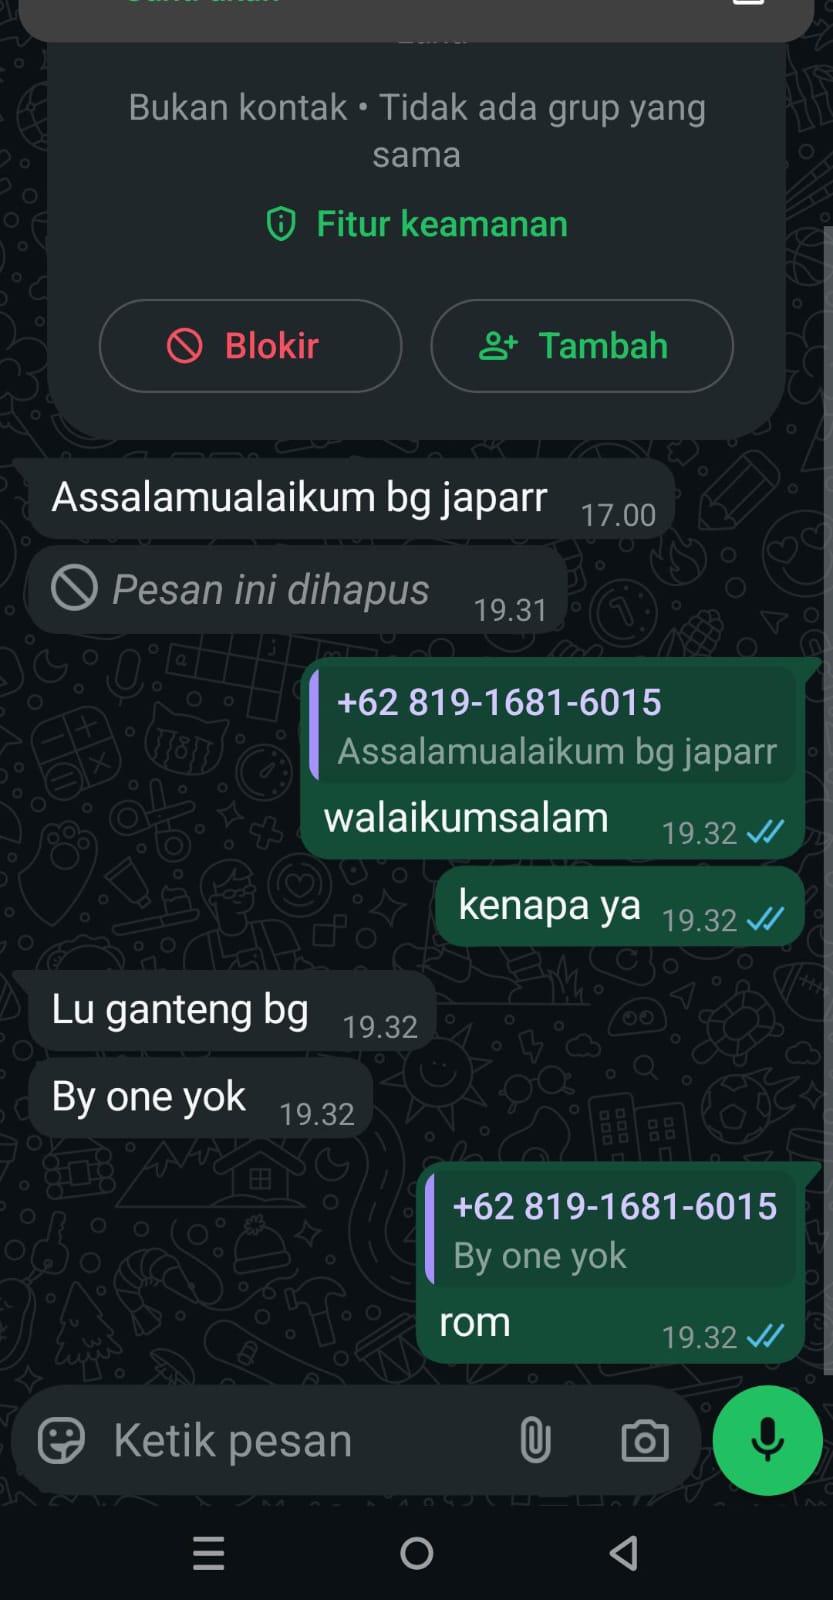 Bukan kontak • Tidak ada grup yang
sama
Fitur keamanan
Blokir
Tambah
Assalamualaikum bg japarr 17.00
Pesan ini dihapus 19.31
+62 819-1681-6015
Assalamualaikum bg japarr
walaikumsalam 19.32
kenapa ya 19.32
Lu ganteng bg 19.32
By one yok 19.32
+62 819-1681-6015
By one yok
rom 19.32
Ketik pesan